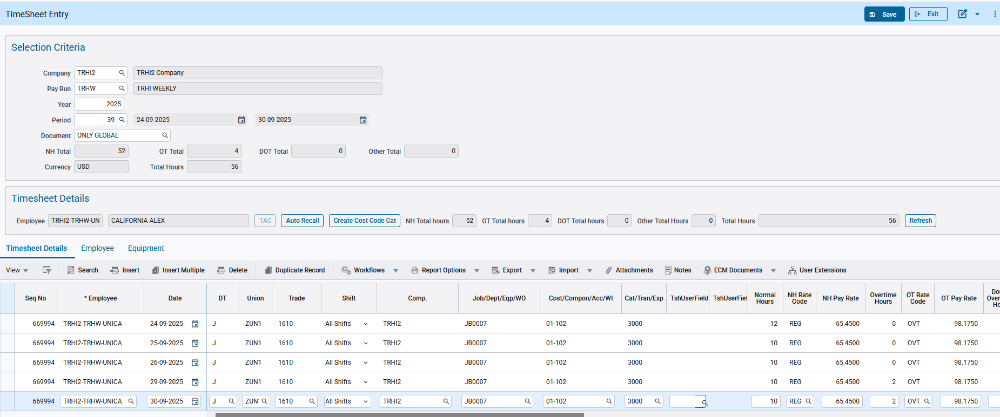 TimeSheet Entry Save Exit
Selection Criteria
Company TRHI2 TRHI2 Company
Pay Run TRHW TRHI WEEKLY
Year 2025
Period 39 24-09-2025 30-09-2025
Document ONLY GLOBAL
NH Total 52 OT Total 4 DOT Total 0 Other Total 0
Currency USD Total Hours 56
Timesheet Details
Employee TRHI2-TRHW-UN CALIFORNIA ALEX TAC Auto Recall Create Cost Code Cat NH Total hours 52 OT Total hours 4 DOT Total hours 0 Other Total Hours 0 Total Hours 56 Refresh
Timesheet Details Employee Equipment
View Search Insert Insert Multiple Delete Duplicate Record Workflows Report Options Export Import Attachments Notes ECM Documents User Extensions
Seq No * Employee Date DT Union Trade Shift Comp. Job/Dept/Eqp/WO Cost/Compon/Acc/WI Cat/Tran/Exp TshUserField TshUserFiel Normal Hours NH Rate Code NH Pay Rate Overtime Hours OT Rate Code OT Pay Rate Dou Over Ho
669994 TRHI2-TRHW-UNICA 24-09-2025 J ZUN1 1610 All Shifts TRHI2 JB0007 01-102 3000 12 REG 65.4500 0 OVT 98.1750
669994 TRHI2-TRHW-UNICA 25-09-2025 J ZUN1 1610 All Shifts TRHI2 JB0007 01-102 3000 10 REG 65.4500 0 OVT 98.1750
669994 TRHI2-TRHW-UNICA 26-09-2025 J ZUN1 1610 All Shifts TRHI2 JB0007 01-102 3000 10 REG 65.4500 0 OVT 98.1750
669994 TRHI2-TRHW-UNICA 29-09-2025 J ZUN1 1610 All Shifts TRHI2 JB0007 01-102 3000 10 REG 65.4500 2 OVT 98.1750
669994 TRHI2-TRHW-UNICA 30-09-2025 J ZUN 1610 All Shifts TRHI2 JB0007 01-102 3000 10 REG 65.4500 2 OVT 98.1750